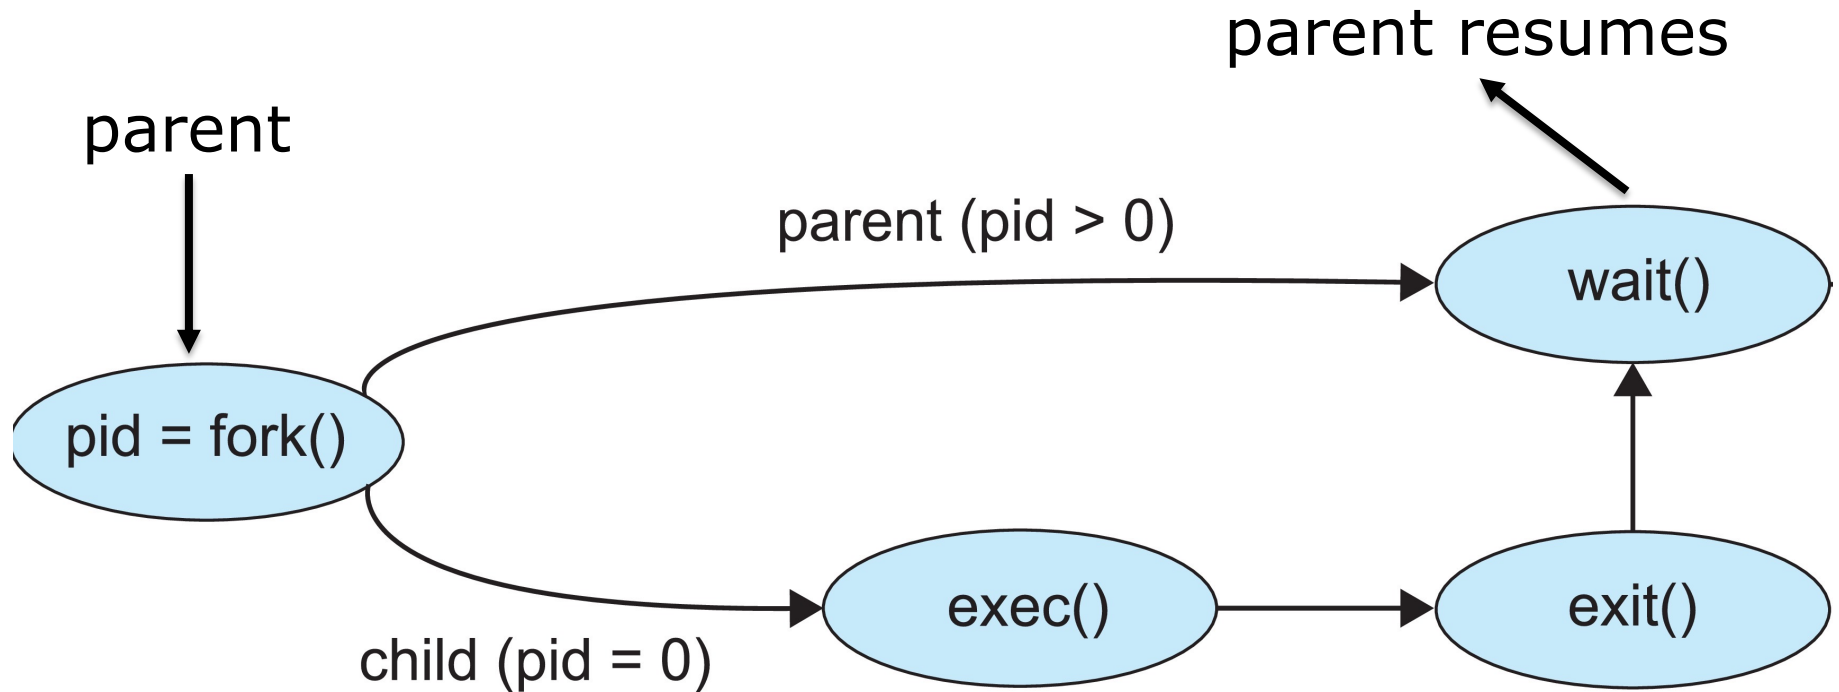 parent resumes
parent
parent (pid > 0)
wait()
pid = fork()
exec()
exit()
child (pid = 0)